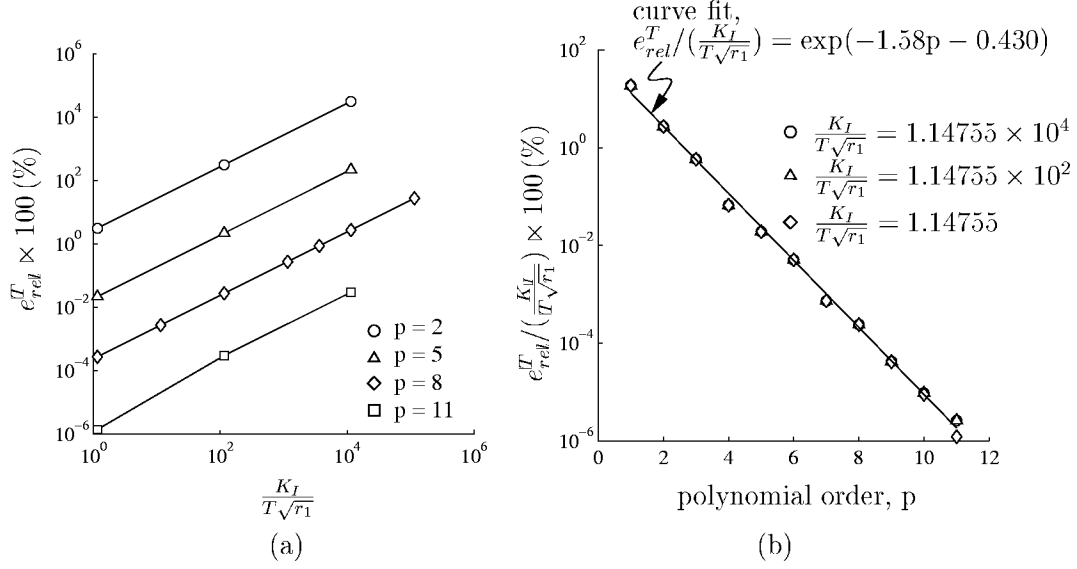 10^6
10^4
10^2
10^0
10^-2
10^-4
10^-6
e^T_rel × 100 (%)
p = 2
p = 5
p = 8
p = 11
10^0 10^2 10^4 10^6
K_I / T√r_1
(a)
curve fit,
e^T_rel/(K_I / T√r_1) = exp(−1.58p − 0.430)
10^2
10^0
10^-2
10^-4
10^-6
e^T_rel/(K_I / T√r_1) × 100 (%)
K_I / T√r_1 = 1.14755 × 10^4
K_I / T√r_1 = 1.14755 × 10^2
K_I / T√r_1 = 1.14755
0 2 4 6 8 10 12
polynomial order, p
(b)